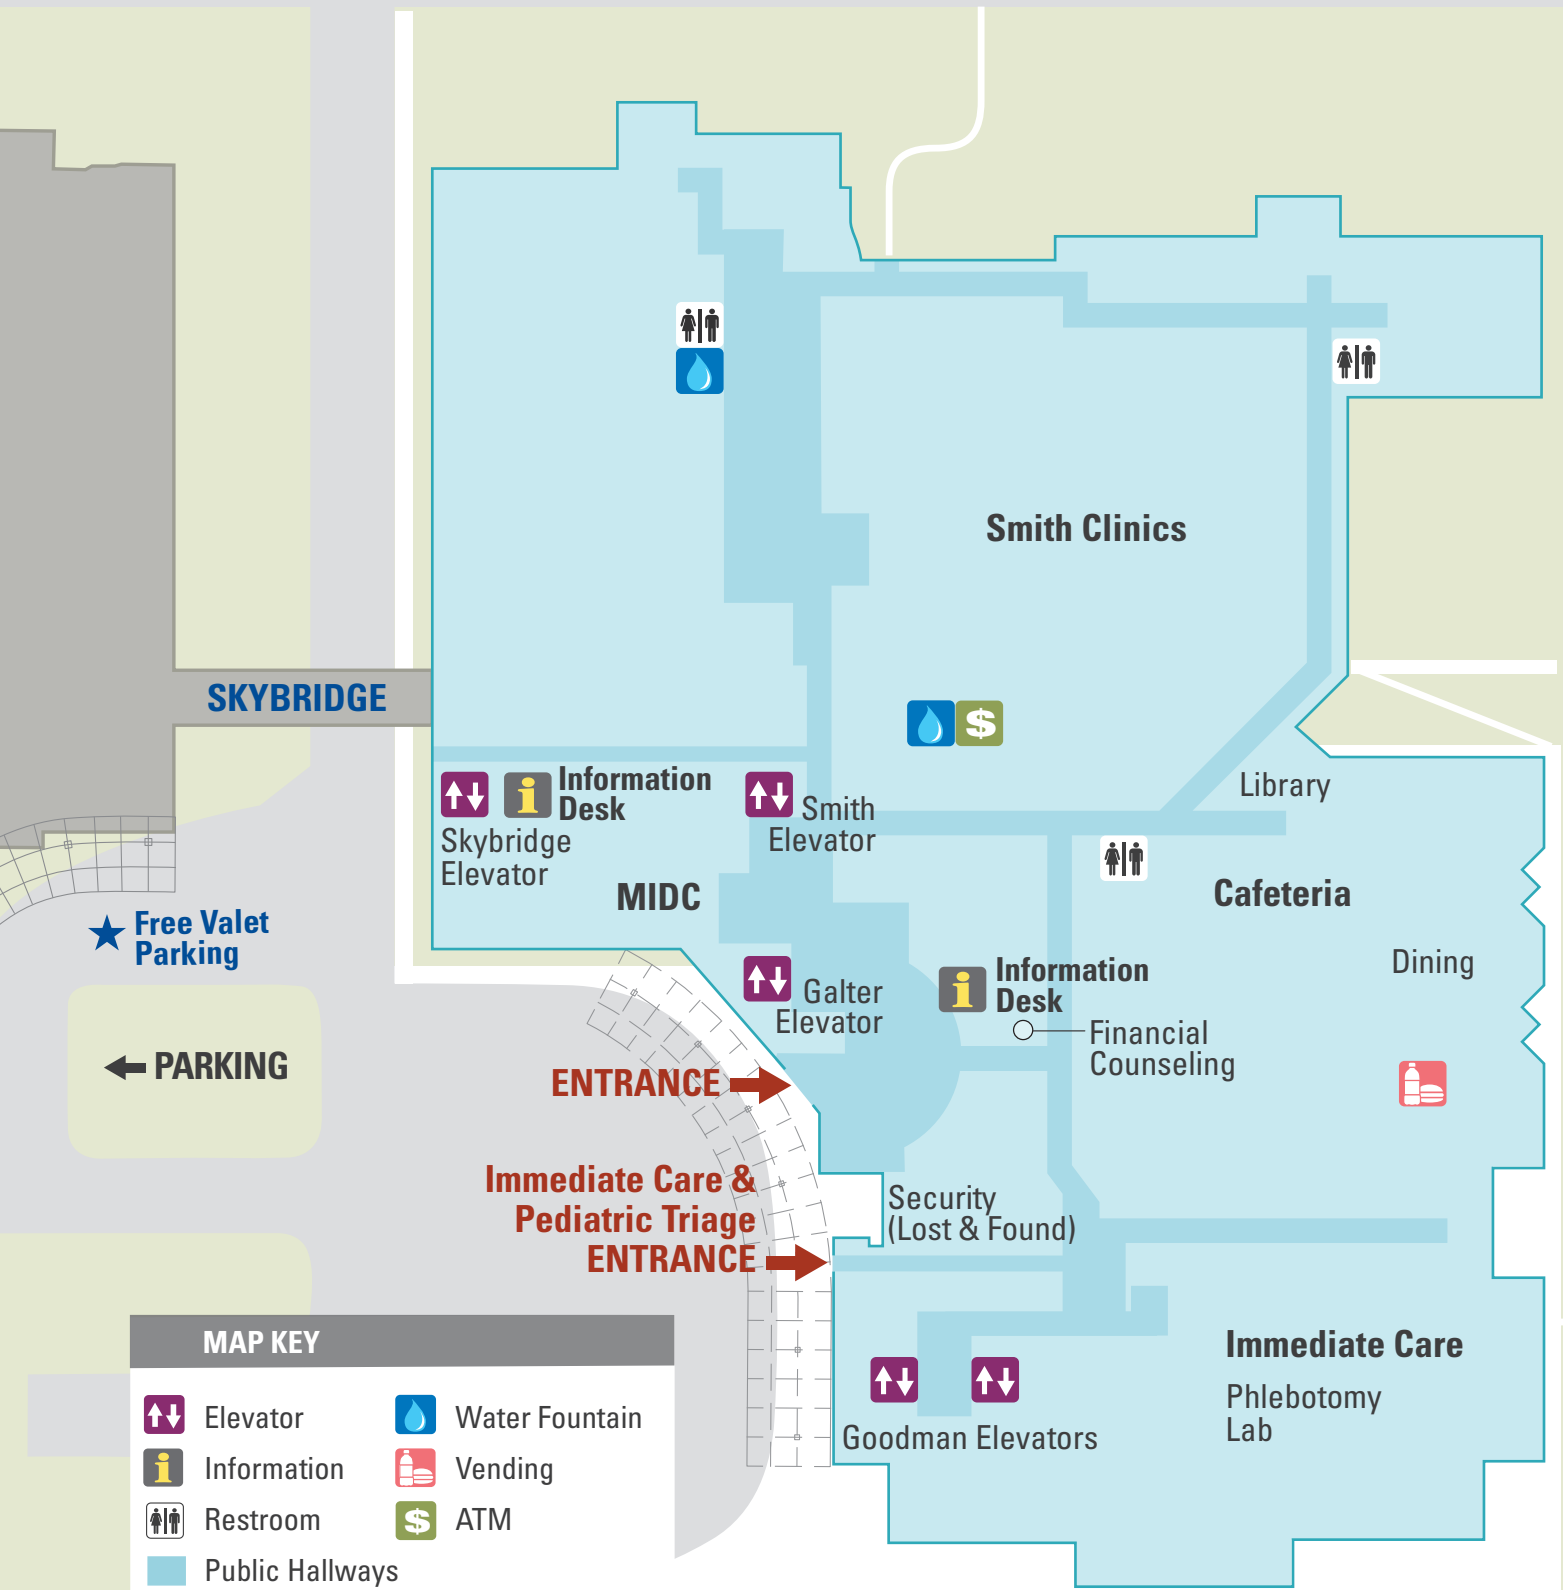 Smith Clinics
SKYBRIDGE
$
i
Information
Desk
Skybridge
Elevator
Smith
Elevator
Library
MIDC
Cafeteria
Free Valet
Parking
Dining
i
Information
Desk
Galter
Elevator
Financial
Counseling
PARKING
ENTRANCE
Immediate Care &
Pediatric Triage
ENTRANCE
Security
(Lost & Found)
Immediate Care
Phlebotomy
Lab
Goodman Elevators
MAP KEY
Elevator
Water Fountain
i
Information
Vending
Restroom
$
ATM
Public Hallways